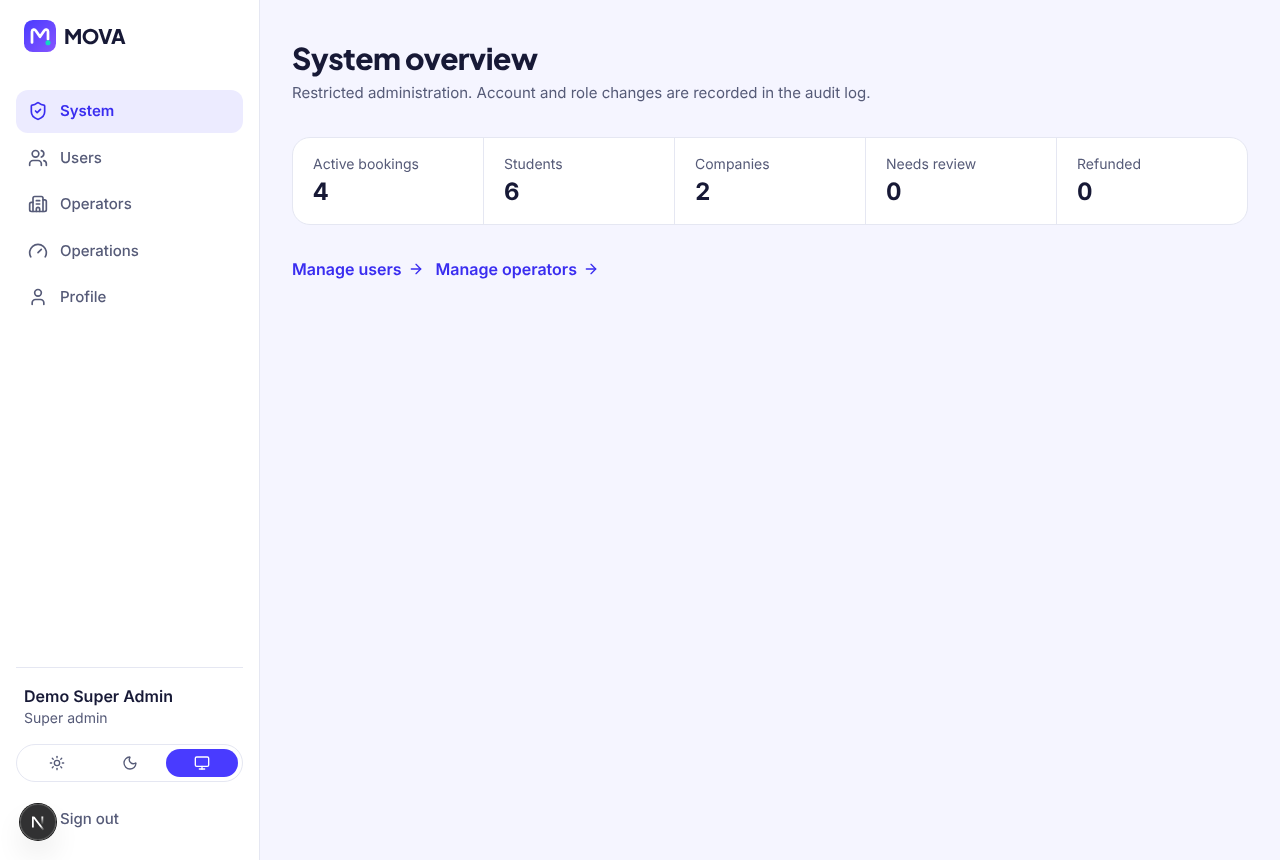 MOVA
System
Users
Operators
Operations
Profile
Demo Super Admin
Super admin
Sign out
System overview
Restricted administration. Account and role changes are recorded in the audit log.
Active bookings
4
Students
6
Companies
2
Needs review
0
Refunded
0
Manage users
Manage operators